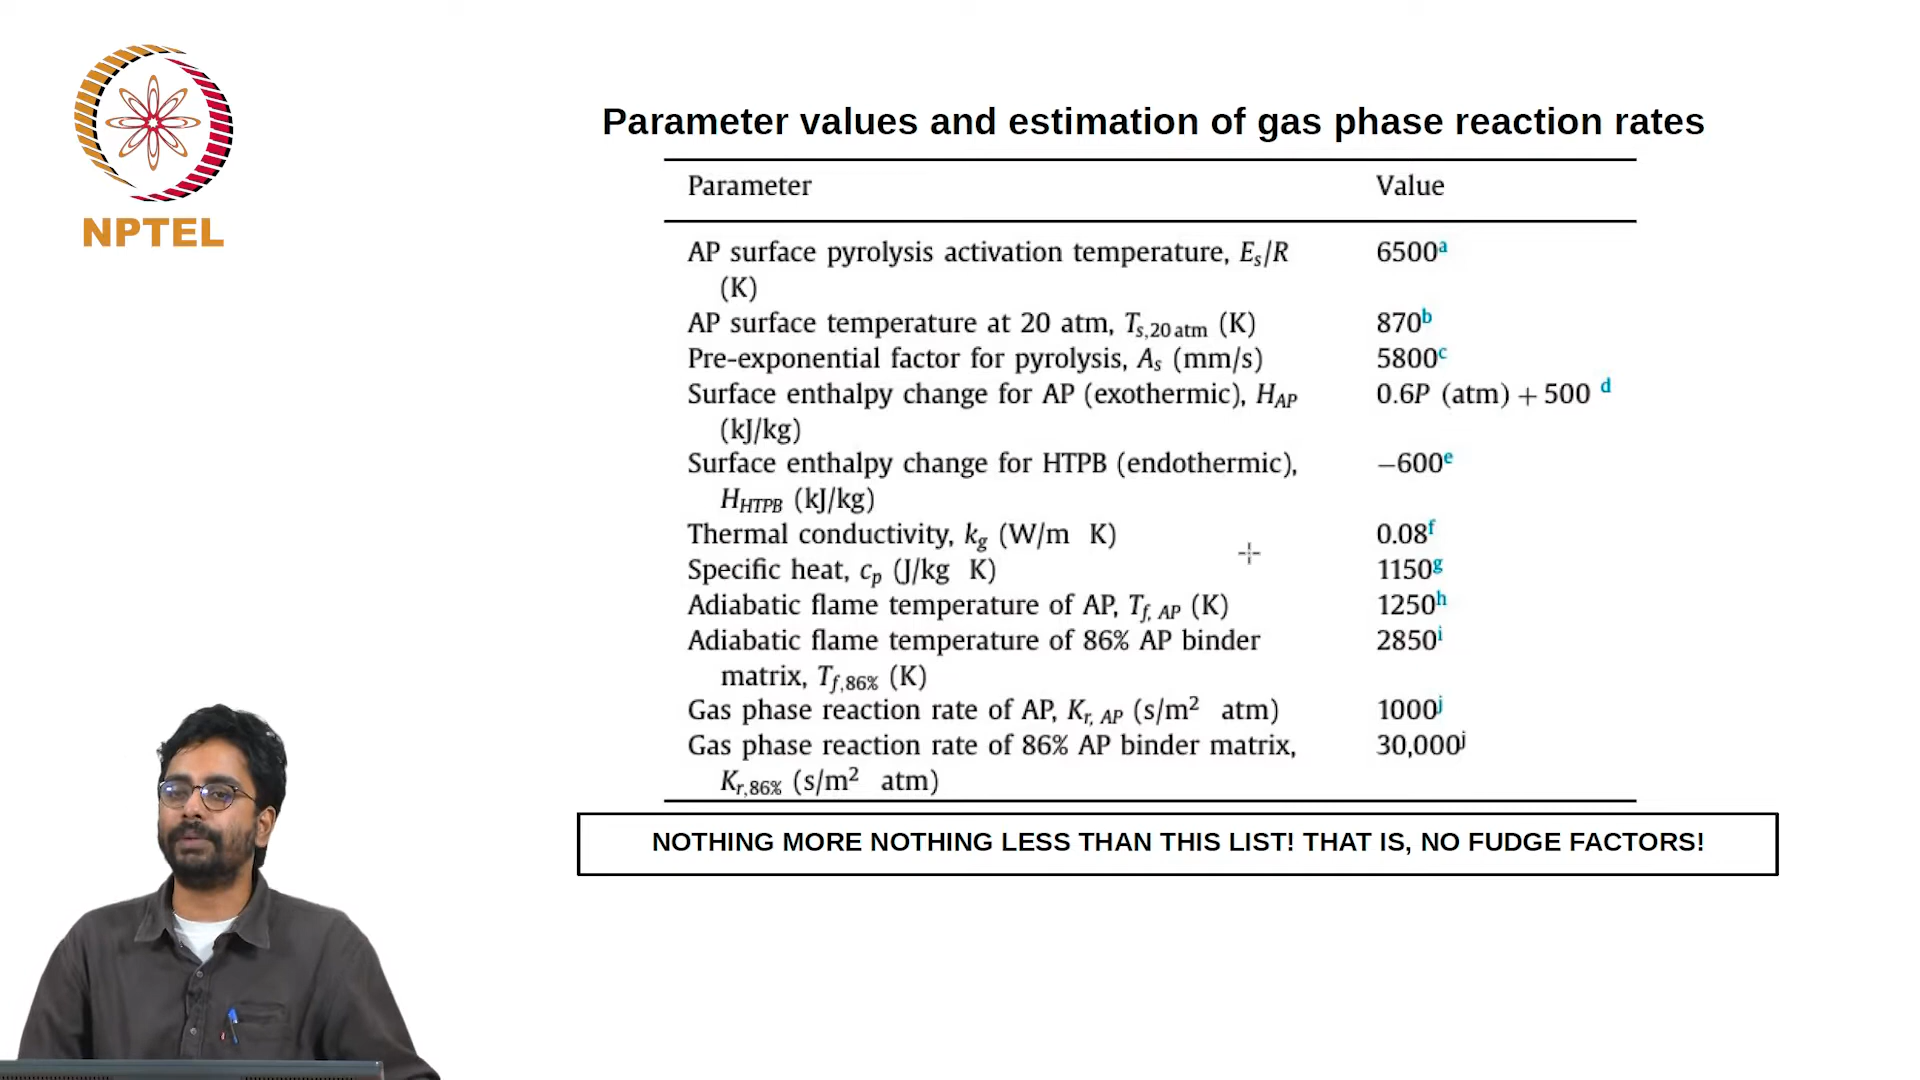 NPTEL
Parameter values and estimation of gas phase reaction rates
Parameter Value
AP surface pyrolysis activation temperature, Es/R 6500a
(K)
AP surface temperature at 20 atm, Ts,20 atm (K) 870b
Pre-exponential factor for pyrolysis, As (mm/s) 5800c
Surface enthalpy change for AP (exothermic), HAP 0.6P (atm) + 500 d
(kJ/kg)
Surface enthalpy change for HTPB (endothermic), −600e
HHTPB (kJ/kg)
Thermal conductivity, kg (W/m K) 0.08f
Specific heat, cp (J/kg K) 1150g
Adiabatic flame temperature of AP, Tf, AP (K) 1250h
Adiabatic flame temperature of 86% AP binder 2850i
matrix, Tf,86% (K)
Gas phase reaction rate of AP, Kr, AP (s/m² atm) 1000j
Gas phase reaction rate of 86% AP binder matrix, 30,000j
Kr,86% (s/m² atm)
NOTHING MORE NOTHING LESS THAN THIS LIST! THAT IS, NO FUDGE FACTORS!